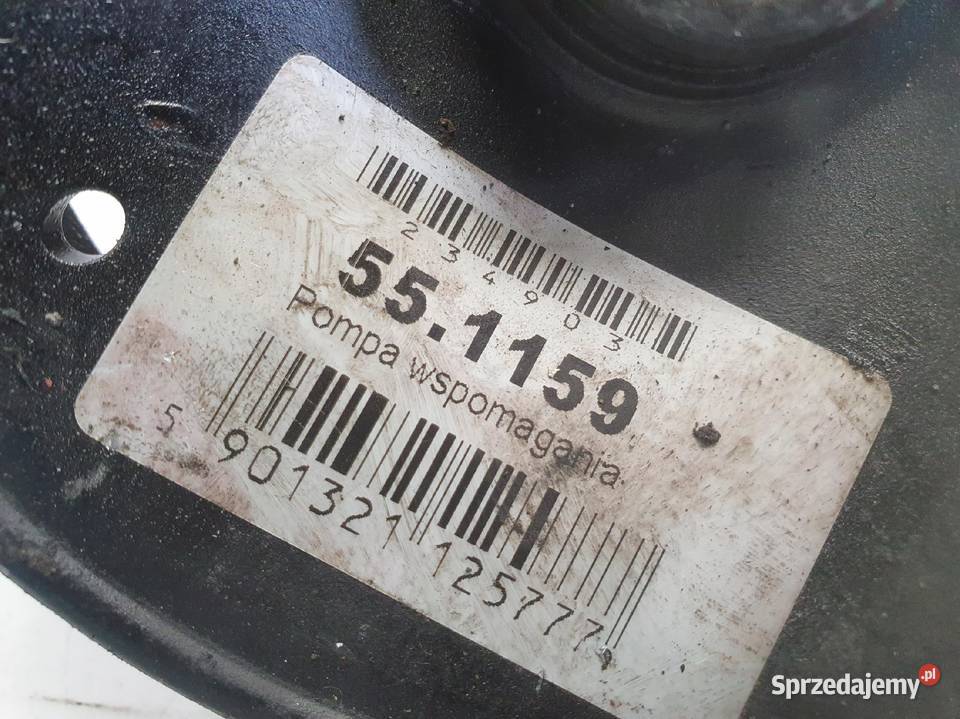 234903
55.1159
Pompa wspomagania
5 901321 125777
Sprzedajemy.pl